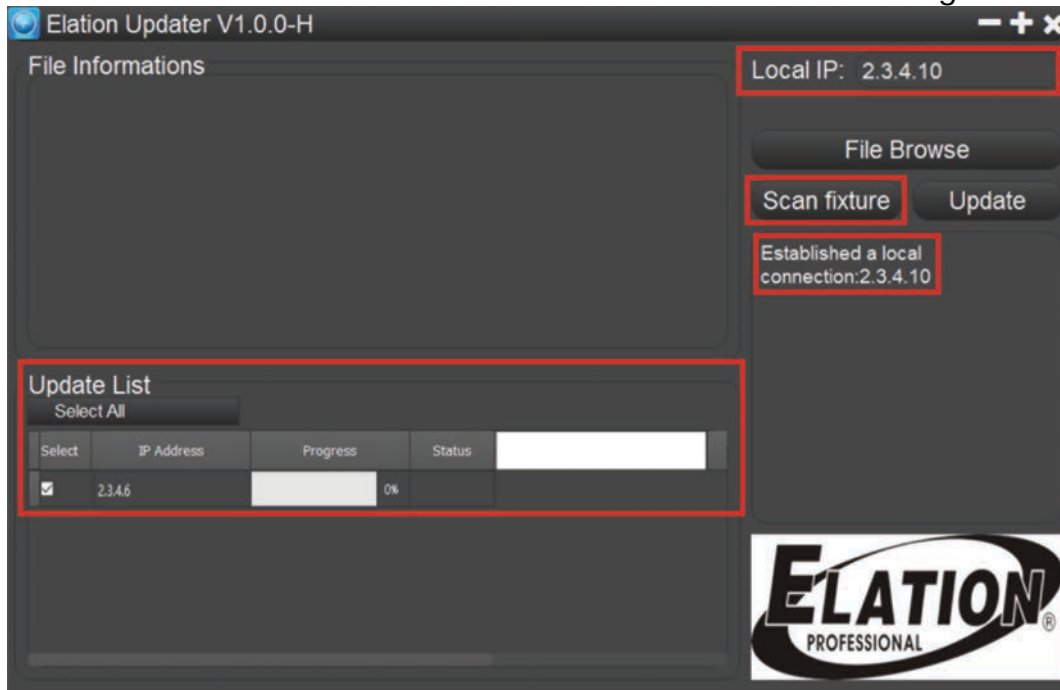 Elation Updater V1.0.0-H
File Informations
Local IP: 2.3.4.10
File Browse
Scan fixture
Update
Established a local
connection:2.3.4.10
Update List
Select All
Select IP Address Progress Status
2.3.4.6 0%
ELATION®
PROFESSIONAL